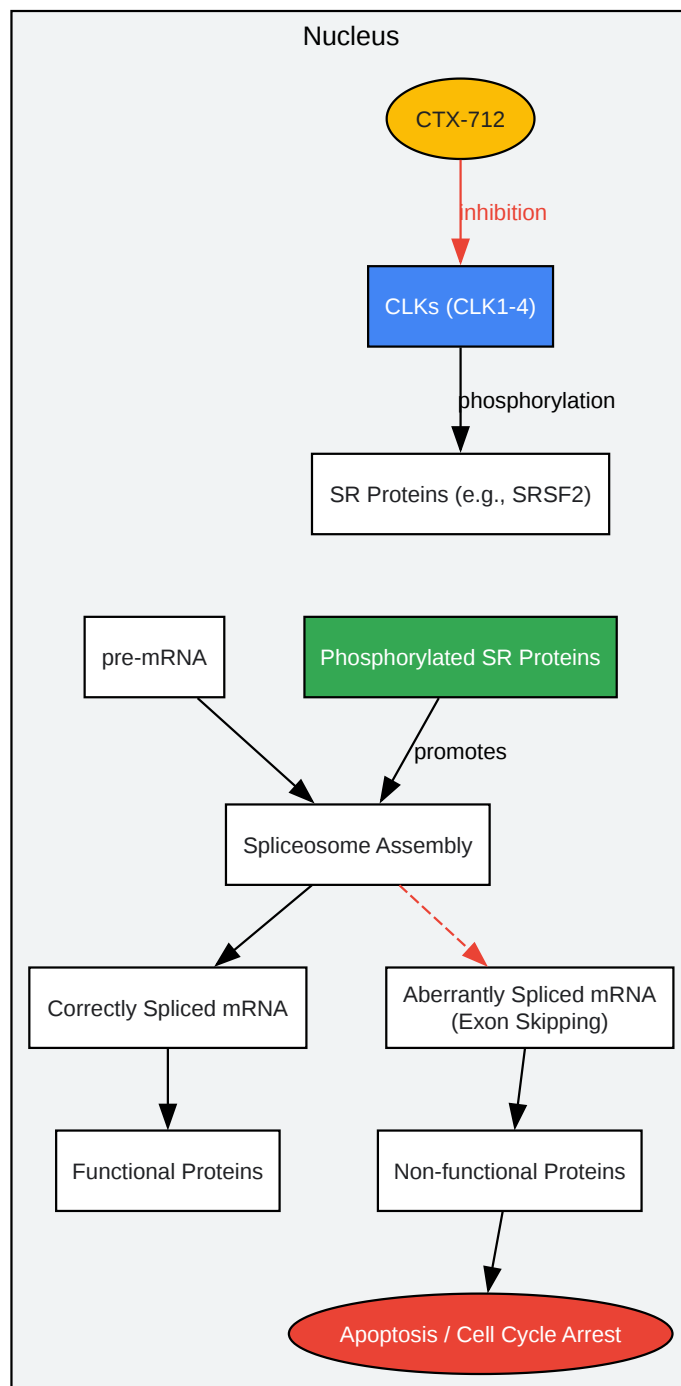 Nucleus
CTX-712
inhibition
CLKs (CLK1-4)
phosphorylation
SR Proteins (e.g., SRSF2)
pre-mRNA
Phosphorylated SR Proteins
promotes
Spliceosome Assembly
Correctly Spliced mRNA
Aberrantly Spliced mRNA
(Exon Skipping)
Functional Proteins
Non-functional Proteins
Apoptosis / Cell Cycle Arrest